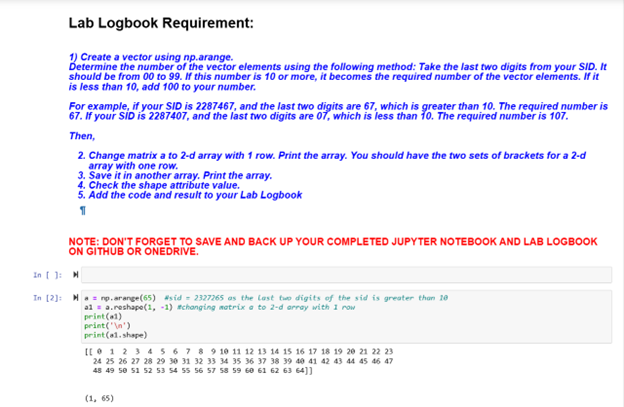 Lab Logbook Requirement:
1) Create a vector using np.arange.
Determine the number of the vector elements using the following method: Take the last two digits from your SID. It
should be from 00 to 99. If this number is 10 or more, it becomes the required number of the vector elements. If it
is less than 10, add 100 to your number.
For example, if your SID is 2287467, and the last two digits are 67, which is greater than 10. The required number is
67. If your SID is 2287407, and the last two digits are 07, which is less than 10. The required number is 107.
Then,
2. Change matrix a to 2-d array with 1 row. Print the array. You should have the two sets of brackets for a 2-d
array with one row.
3. Save it in another array. Print the array.
4. Check the shape attribute value.
5. Add the code and result to your Lab Logbook
¶
NOTE: DON'T FORGET TO SAVE AND BACK UP YOUR COMPLETED JUPYTER NOTEBOOK AND LAB LOGBOOK
ON GITHUB OR ONEDRIVE.
In [ ]:
In [2]: a = np.arange(65) #sid = 2327265 as the last two digits of the sid is greater than 10
a1 = a.reshape(1, -1) #changing matrix a to 2-d array with 1 row
print(a1)
print('\n')
print(a1.shape)
[[ 0 1 2 3 4 5 6 7 8 9 10 11 12 13 14 15 16 17 18 19 20 21 22 23
24 25 26 27 28 29 30 31 32 33 34 35 36 37 38 39 40 41 42 43 44 45 46 47
48 49 50 51 52 53 54 55 56 57 58 59 60 61 62 63 64]]
(1, 65)